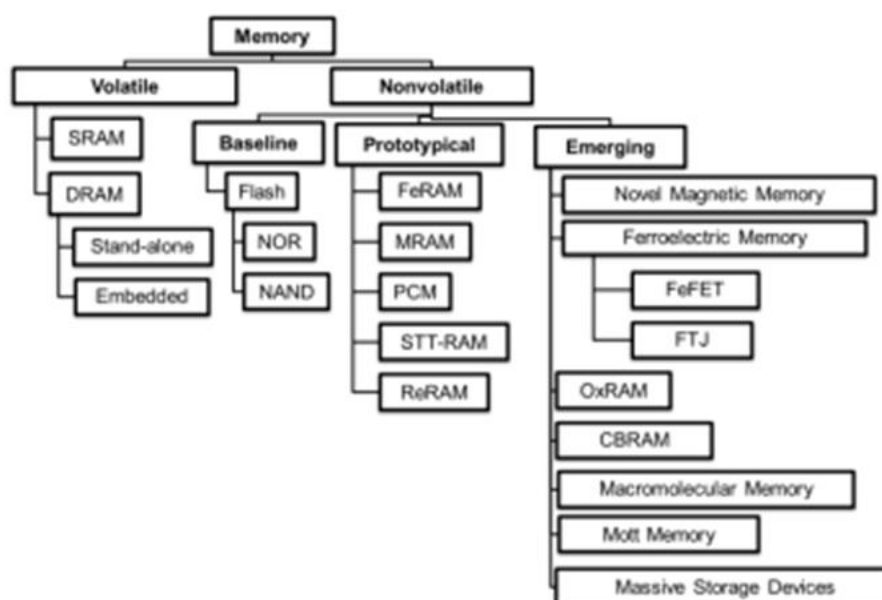 Memory
Volatile
Nonvolatile
SRAM
DRAM
Stand-alone
Embedded
Baseline
Flash
NOR
NAND
Prototypical
FeRAM
MRAM
PCM
STT-RAM
ReRAM
Emerging
Novel Magnetic Memory
Ferroelectric Memory
FeFET
FTJ
OxRAM
CBRAM
Macromolecular Memory
Mott Memory
Massive Storage Devices